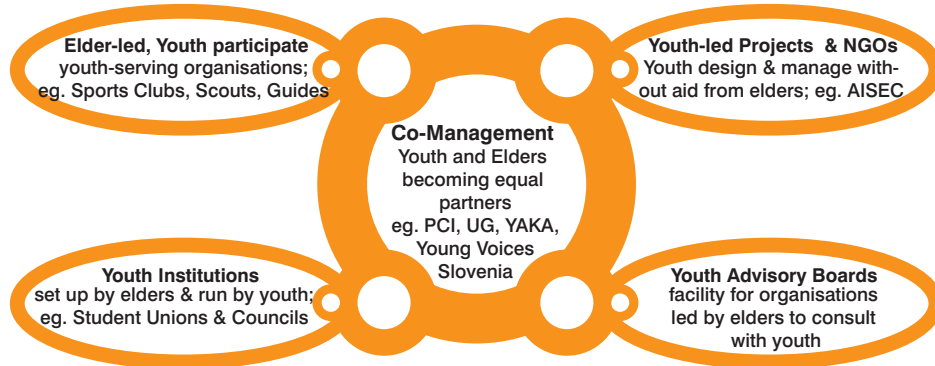 Elder-led, Youth participate
youth-serving organisations;
eg. Sports Clubs, Scouts, Guides
Youth-led Projects & NGOs
Youth design & manage with-
out aid from elders; eg. AISEC
Co-Management
Youth and Elders
becoming equal
partners
eg. PCI, UG, YAKA,
Young Voices
Slovenia
Youth Institutions
set up by elders & run by youth;
eg. Student Unions & Councils
Youth Advisory Boards
facility for organisations
led by elders to consult
with youth